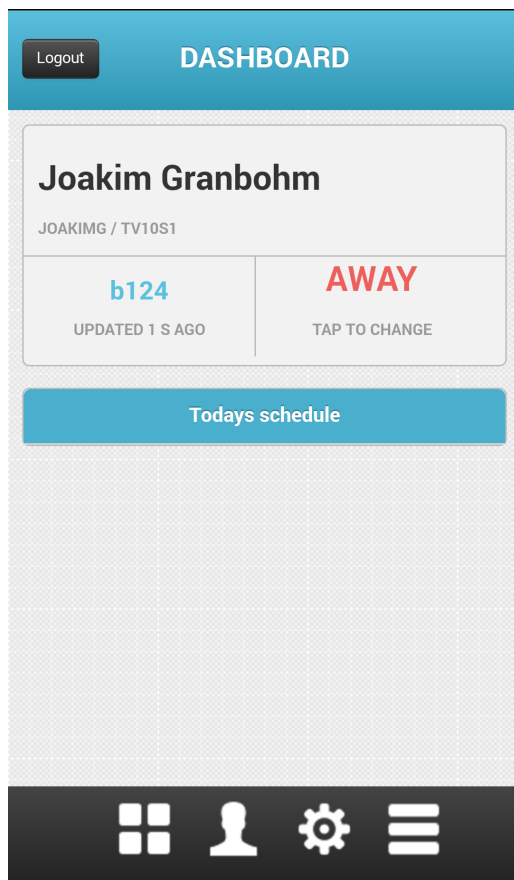 Logout
DASHBOARD
Joakim Granbohm
JOAKIMG / TV10S1
b124
AWAY
UPDATED 1 S AGO
TAP TO CHANGE
Todays schedule